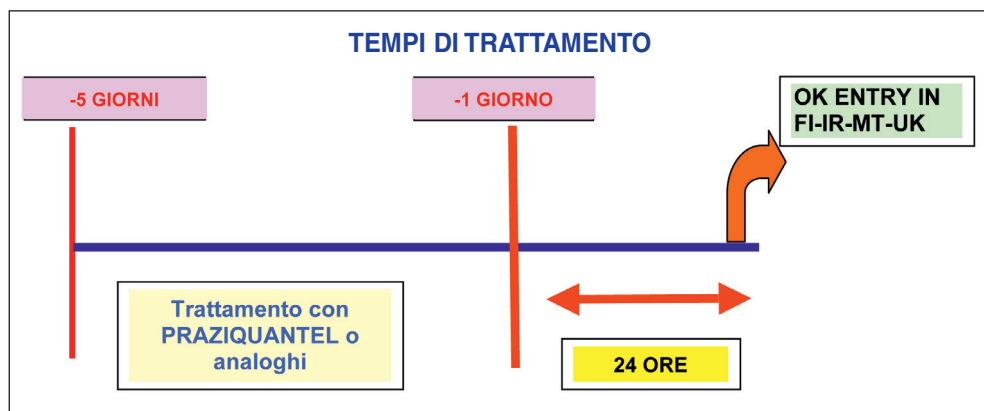 TEMPI DI TRATTAMENTO
-5 GIORNI
-1 GIORNO
OK ENTRY IN
FI-IR-MT-UK
Trattamento con
PRAZIQUANTEL o
analoghi
24 ORE